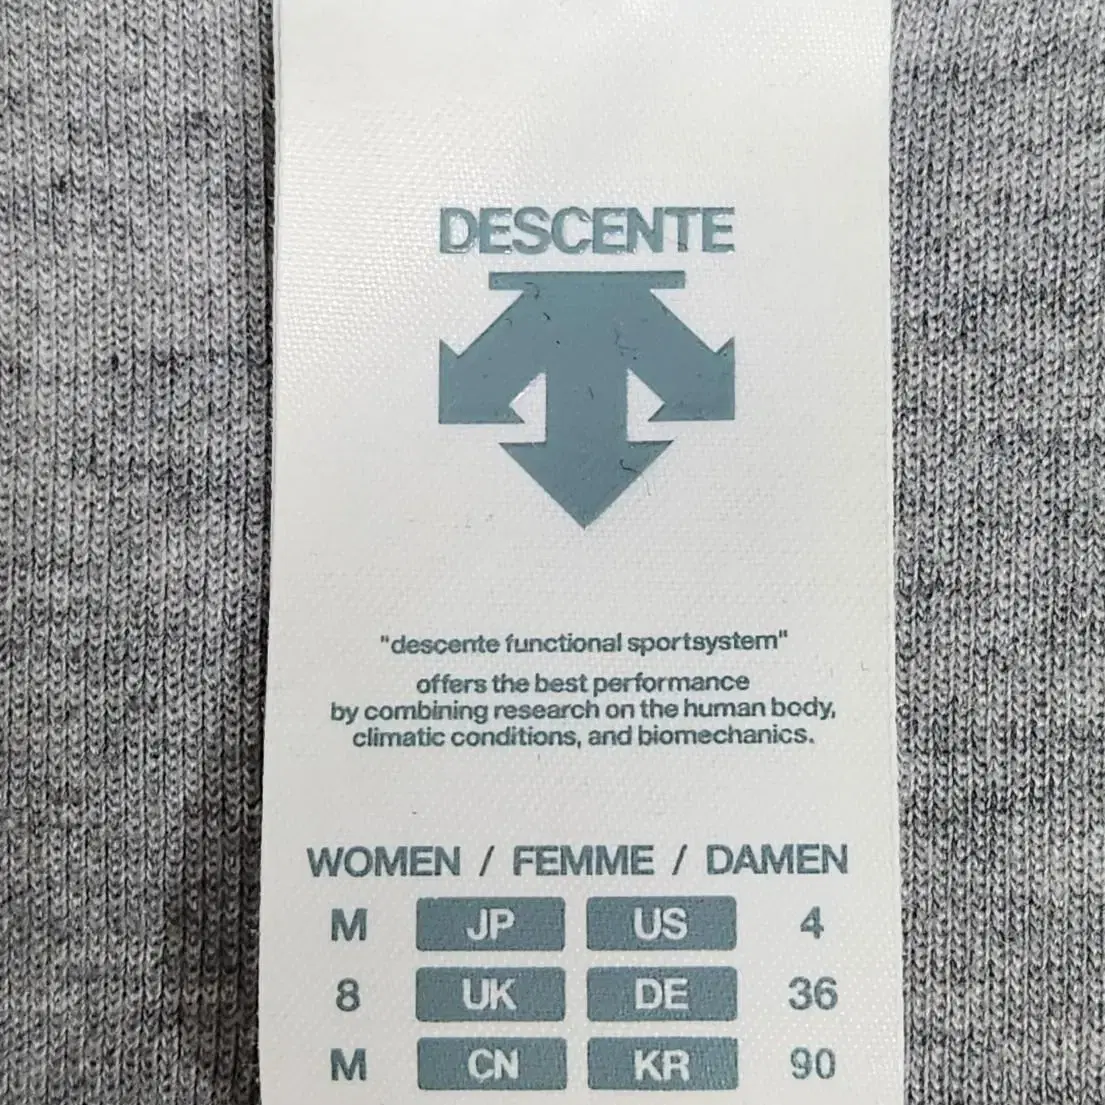 DESCENTE
"descente functional sportsystem"
offers the best performance
by combining research on the human body,
climatic conditions, and biomechanics.
WOMEN / FEMME / DAMEN
M JP US 4
8 UK DE 36
M CN KR 90